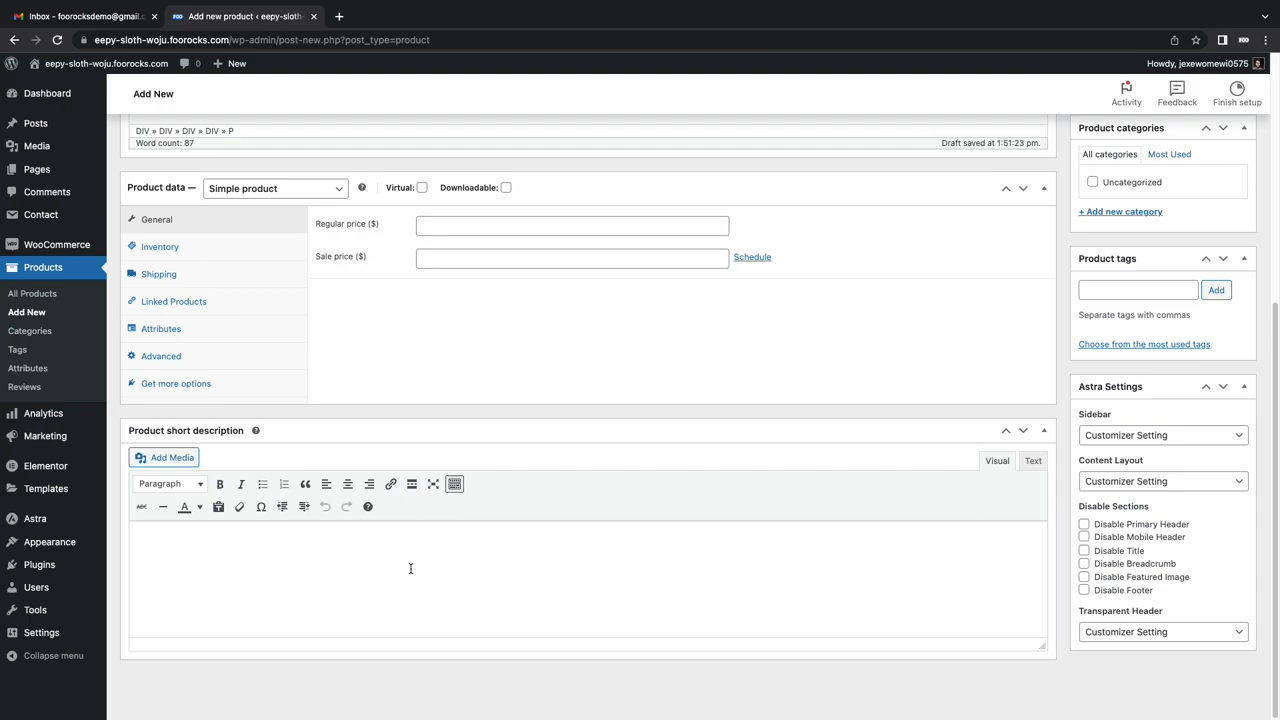 Inbox - foorocksdemo@gmail.c
Add new product ‹ eepy-sloth-
eepy-sloth-woju.foorocks.com/wp-admin/post-new.php?post_type=product
eepy-sloth-woju.foorocks.com
0
New
Howdy, jexewomewi0575
Dashboard
Posts
Media
Pages
Comments
Contact
WooCommerce
Products
All Products
Add New
Categories
Tags
Attributes
Reviews
Analytics
Marketing
Elementor
Templates
Astra
Appearance
Plugins
Users
Tools
Settings
Collapse menu
Add New
Activity
Feedback
Finish setup
DIV » DIV » DIV » DIV » P
Word count: 87
Draft saved at 1:51:23 pm.
Product data —
Simple product
Virtual:
Downloadable:
General
Inventory
Shipping
Linked Products
Attributes
Advanced
Get more options
Regular price ($)
Sale price ($)
Schedule
Product short description
Add Media
Visual
Text
Paragraph
B
I
ABC
A
Product categories
All categories
Most Used
Uncategorized
+ Add new category
Product tags
Add
Separate tags with commas
Choose from the most used tags
Astra Settings
Sidebar
Customizer Setting
Content Layout
Customizer Setting
Disable Sections
Disable Primary Header
Disable Mobile Header
Disable Title
Disable Breadcrumb
Disable Featured Image
Disable Footer
Transparent Header
Customizer Setting